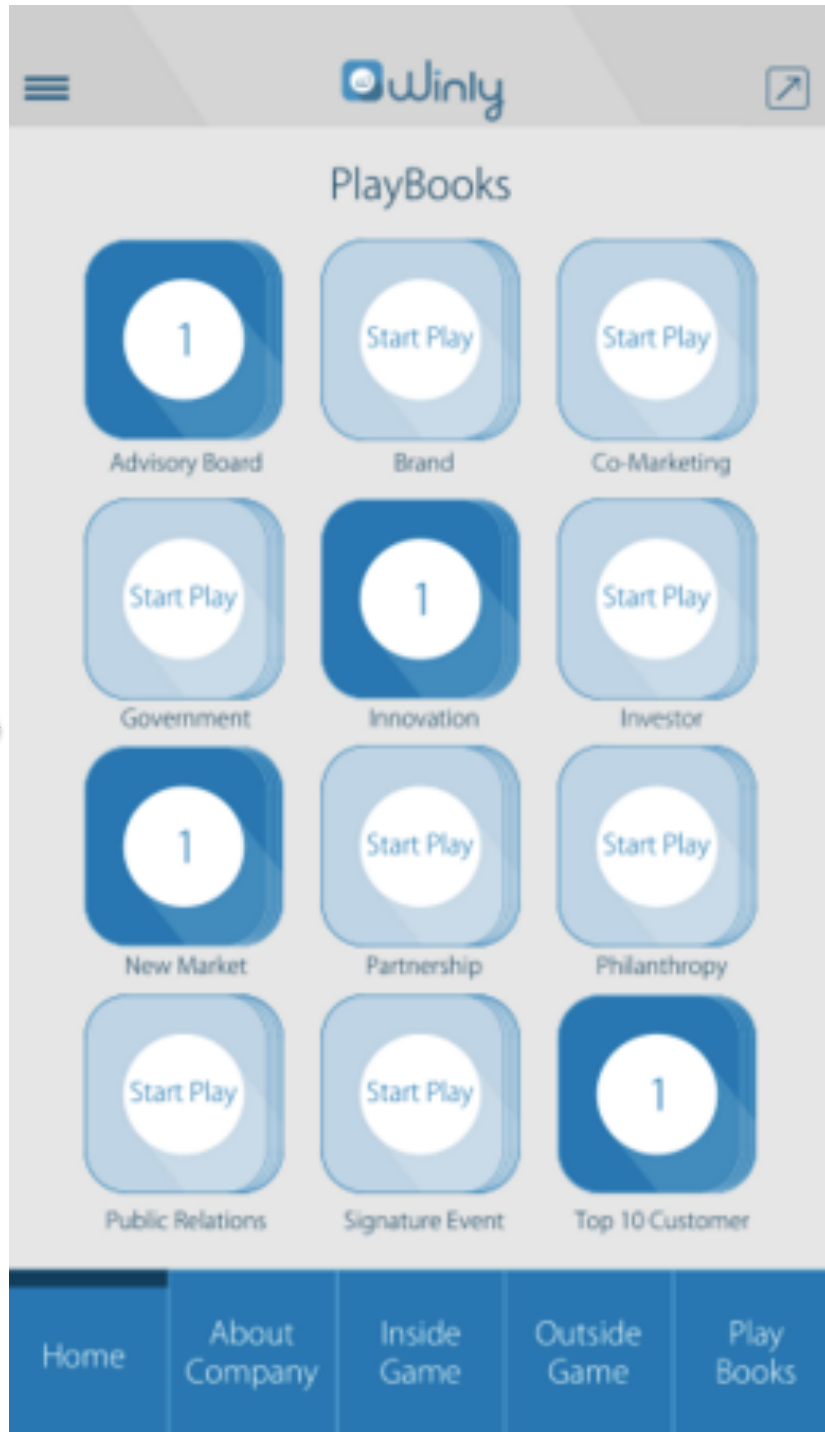 Winly
PlayBooks
1
Start Play
Start Play
Advisory Board
Brand
Co-Marketing
Start Play
1
Start Play
Government
Innovation
Investor
1
Start Play
Start Play
New Market
Partnership
Philanthropy
Start Play
Start Play
1
Public Relations
Signature Event
Top 10 Customer
Home
About
Company
Inside
Game
Outside
Game
Play
Books